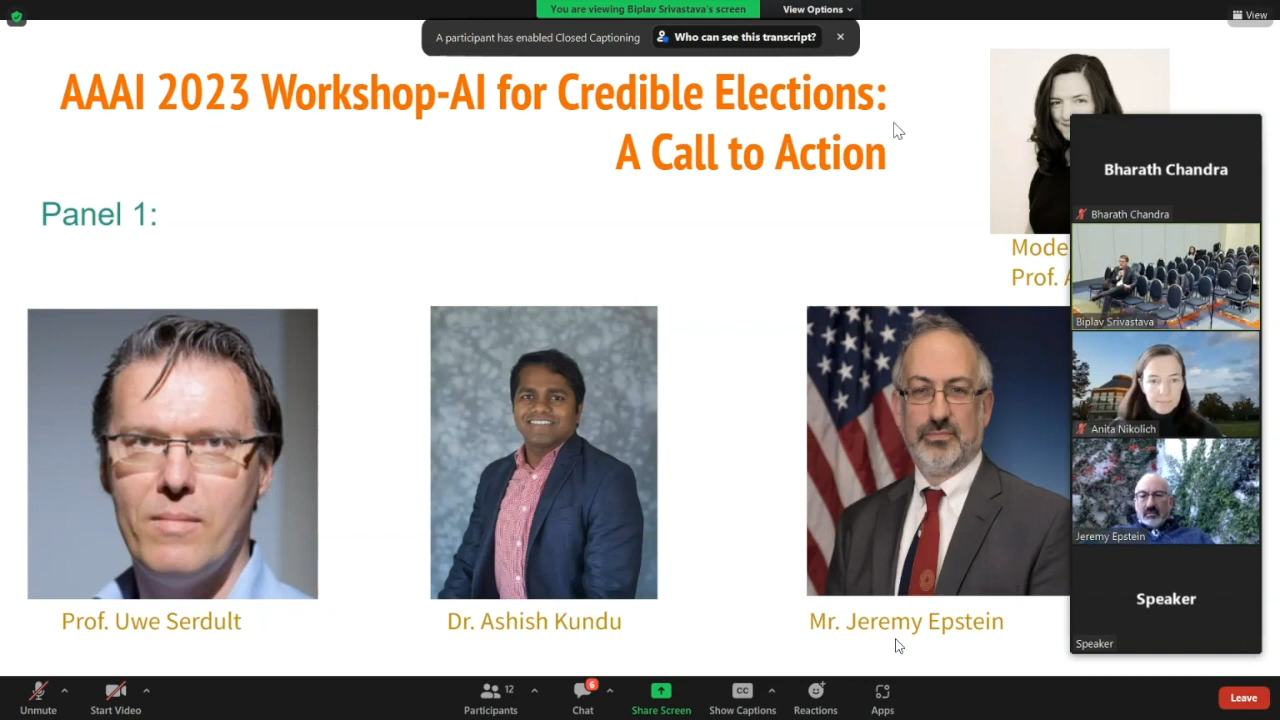 You are viewing Biplav Srivastava's screen
View Options
View
A participant has enabled Closed Captioning
Who can see this transcript?
AAAI 2023 Workshop-AI for Credible Elections:
A Call to Action
Panel 1:
Mode
Prof. A
Bharath Chandra
Bharath Chandra
Biplav Srivastava
Anita Nikolich
Jeremy Epstein
Speaker
Speaker
Prof. Uwe Serdult
Dr. Ashish Kundu
Mr. Jeremy Epstein
Unmute
Start Video
Participants
12
Chat
6
Share Screen
CC
Show Captions
Reactions
Apps
Leave